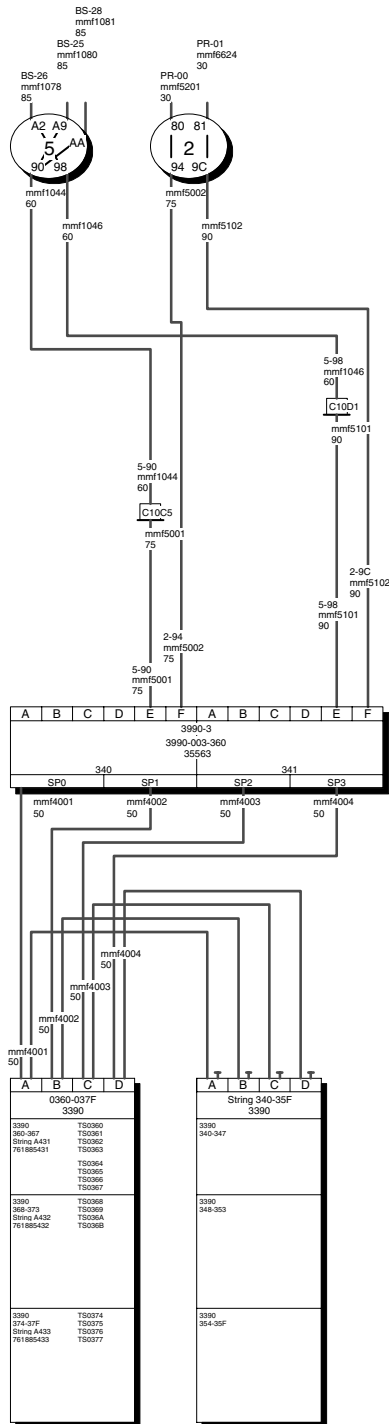 BS-28
mmf1081
85
BS-25
mmf1080
85
BS-26
mmf1078
85
PR-01
mmf6624
30
PR-00
mmf5201
30
A2 A9
AA
5
90 98
80 81
2
94 9C
mmf1044
60
mmf1046
60
mmf5002
75
mmf5102
90
5-98
mmf1046
60
C10D1
mmf5101
90
5-90
mmf1044
60
C10C5
mmf5001
75
2-9C
mmf5102
90
5-98
mmf5101
90
2-94
mmf5002
75
5-90
mmf5001
75
A B C D E F A B C D E F
3990-3
3990-003-360
35563
340 341
SP0 SP1 SP2 SP3
mmf4001 mmf4002 mmf4003 mmf4004
50 50 50 50
mmf4004
50
mmf4003
50
mmf4002
50
mmf4001
50
A B C D
0360-037F
3390
3390 TS0360
360-367 TS0361
String A431 TS0362
761885431 TS0363
TS0364
TS0365
TS0366
TS0367
3390 TS0368
368-373 TS0369
String A432 TS036A
761885432 TS036B
3390 TS0374
374-37F TS0375
String A433 TS0376
761885433 TS0377
A B C D
String 340-35F
3390
3390
340-347
3390
348-353
3390
354-35F